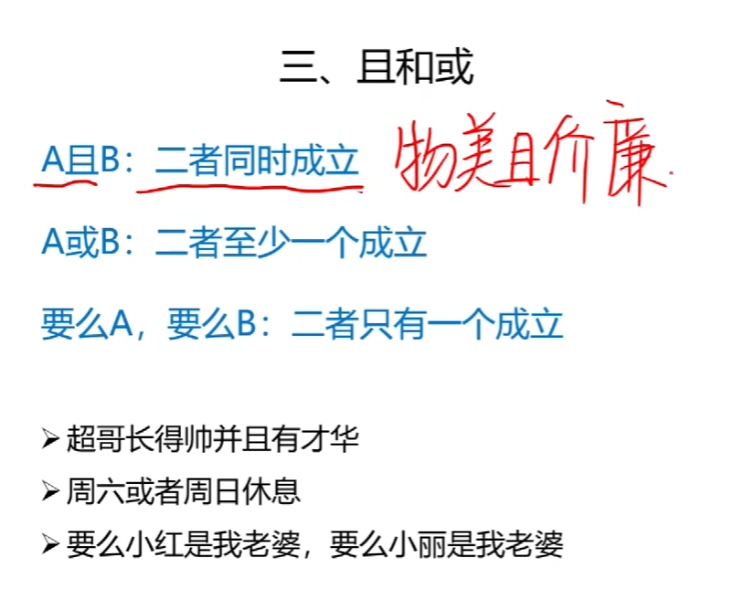 三、且和或
A且B：二者同时成立 物美且价廉.
A或B：二者至少一个成立
要么A，要么B：二者只有一个成立
➢超哥长得帅并且有才华
➢周六或者周日休息
➢要么小红是我老婆，要么小丽是我老婆